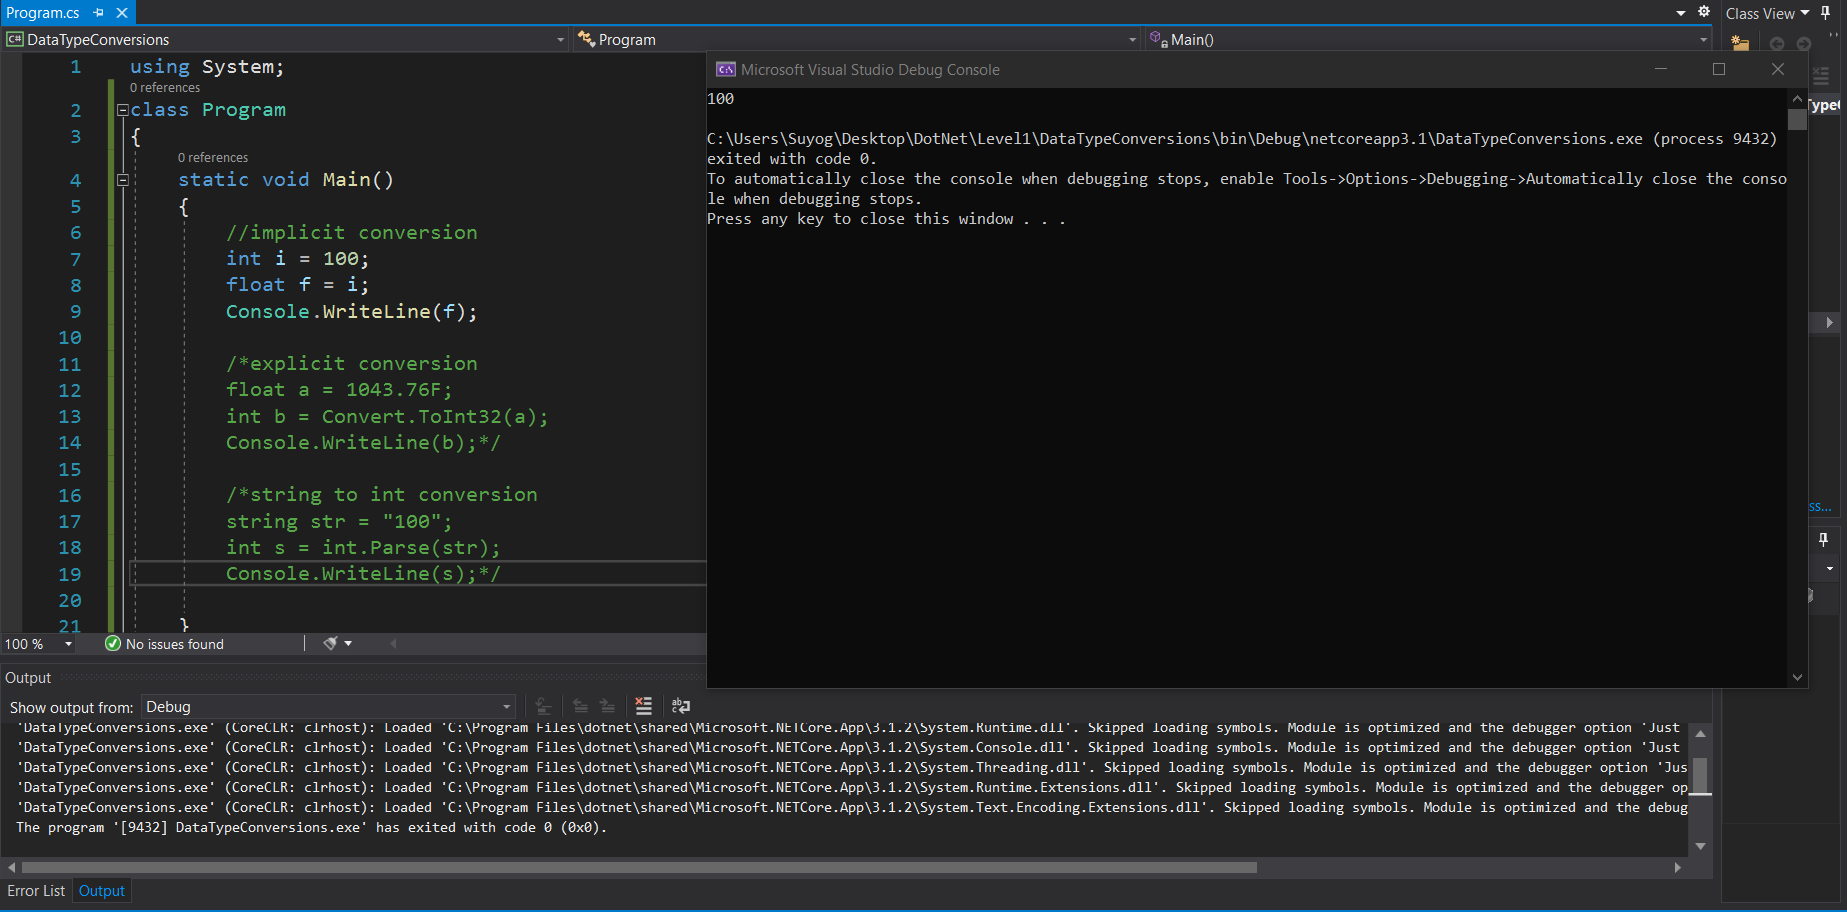 Program.cs
Class View
DataTypeConversions
Program
Main()
1 using System;
0 references
2 class Program
3 {
0 references
4 static void Main()
5 {
6 //implicit conversion
7 int i = 100;
8 float f = i;
9 Console.WriteLine(f);
10
11 /*explicit conversion
12 float a = 1043.76F;
13 int b = Convert.ToInt32(a);
14 Console.WriteLine(b);*/
15
16 /*string to int conversion
17 string str = "100";
18 int s = int.Parse(str);
19 Console.WriteLine(s);*/
20
21 }
100 %
No issues found
C:\ Microsoft Visual Studio Debug Console
100
C:\Users\Suyog\Desktop\DotNet\Level1\DataTypeConversions\bin\Debug\netcoreapp3.1\DataTypeConversions.exe (process 9432)
exited with code 0.
To automatically close the console when debugging stops, enable Tools->Options->Debugging->Automatically close the conso
le when debugging stops.
Press any key to close this window . . .
ss...
Output
Show output from: Debug
'DataTypeConversions.exe' (CoreCLR: clrhost): Loaded 'C:\Program Files\dotnet\shared\Microsoft.NETCore.App\3.1.2\System.Runtime.dll'. Skipped loading symbols. Module is optimized and the debugger option 'Just
'DataTypeConversions.exe' (CoreCLR: clrhost): Loaded 'C:\Program Files\dotnet\shared\Microsoft.NETCore.App\3.1.2\System.Console.dll'. Skipped loading symbols. Module is optimized and the debugger option 'Just
'DataTypeConversions.exe' (CoreCLR: clrhost): Loaded 'C:\Program Files\dotnet\shared\Microsoft.NETCore.App\3.1.2\System.Threading.dll'. Skipped loading symbols. Module is optimized and the debugger option 'Jus
'DataTypeConversions.exe' (CoreCLR: clrhost): Loaded 'C:\Program Files\dotnet\shared\Microsoft.NETCore.App\3.1.2\System.Runtime.Extensions.dll'. Skipped loading symbols. Module is optimized and the debugger op
'DataTypeConversions.exe' (CoreCLR: clrhost): Loaded 'C:\Program Files\dotnet\shared\Microsoft.NETCore.App\3.1.2\System.Text.Encoding.Extensions.dll'. Skipped loading symbols. Module is optimized and the debug
The program '[9432] DataTypeConversions.exe' has exited with code 0 (0x0).
Error List
Output